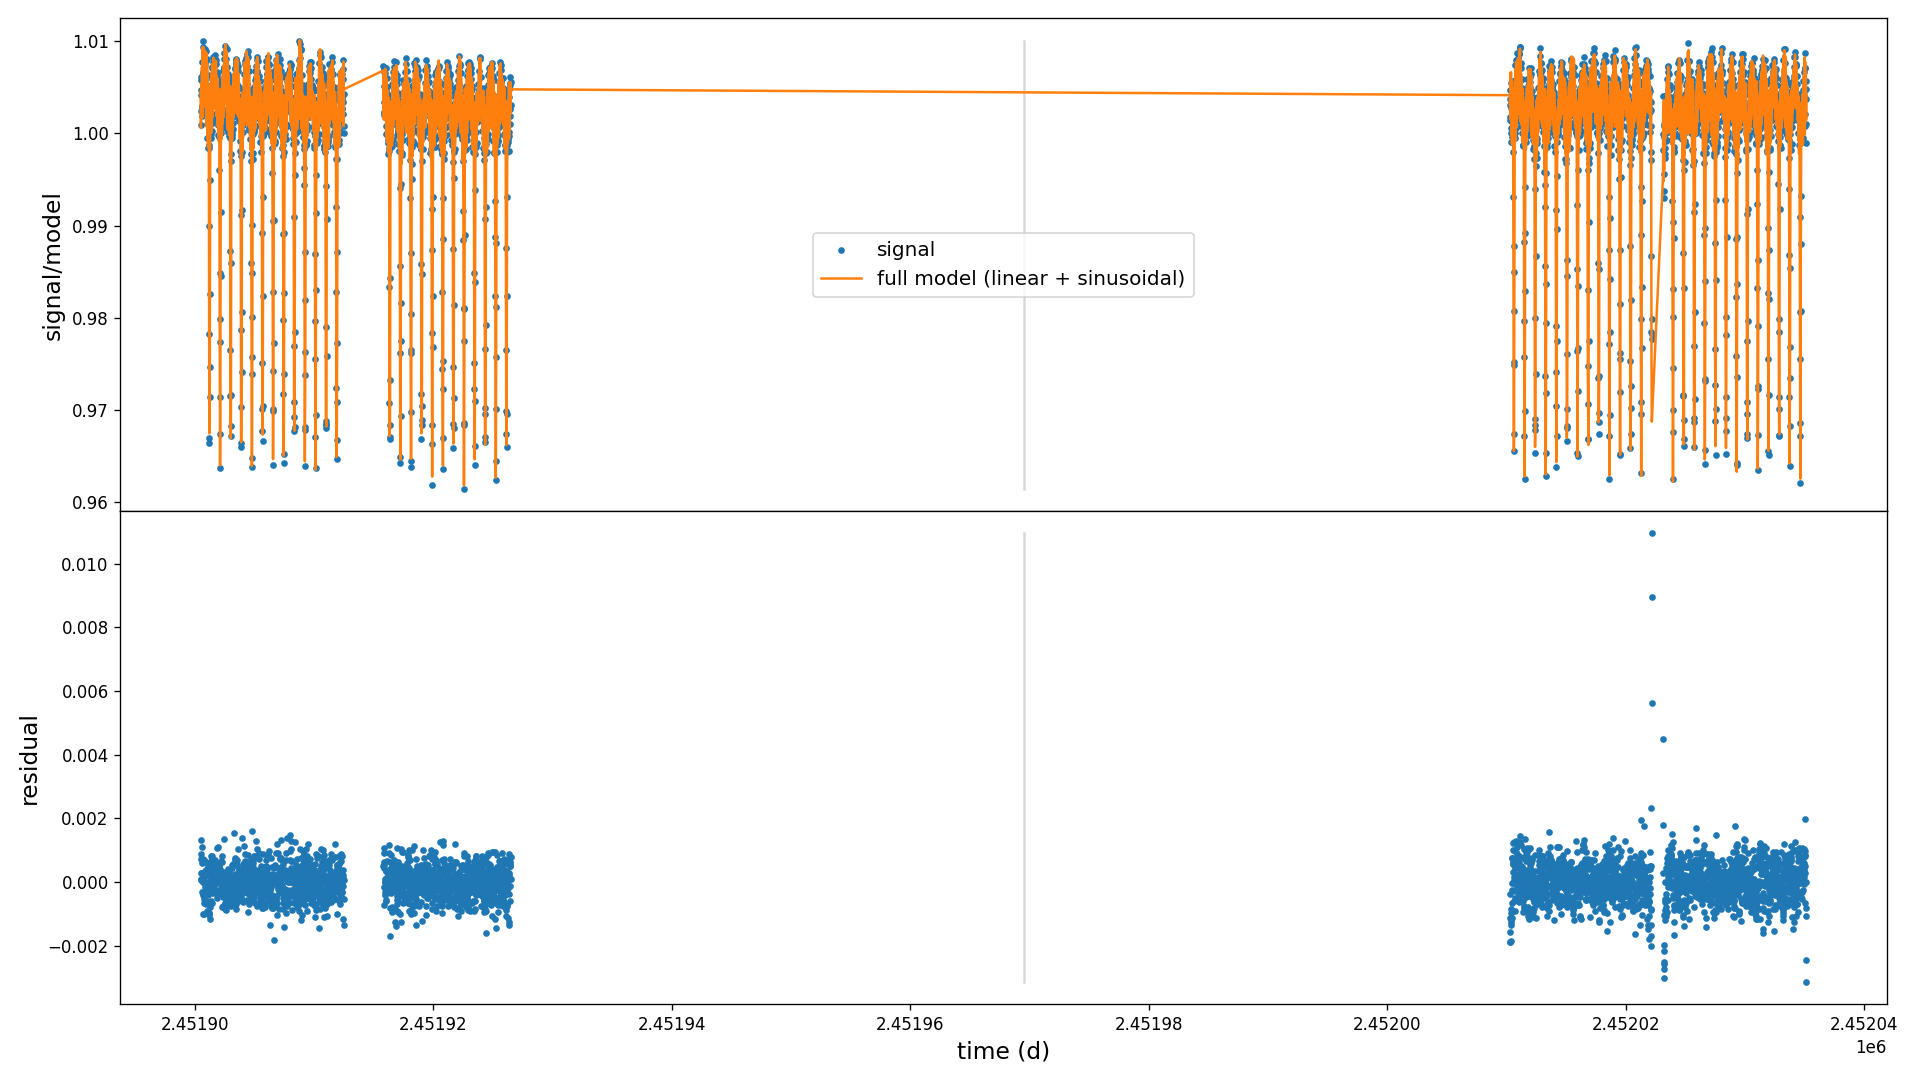 1.01
1.00
0.99
0.98
0.97
0.96
signal/model
signal
full model (linear + sinusoidal)
0.010
0.008
0.006
0.004
0.002
0.000
−0.002
residual
2.45190 2.45192 2.45194 2.45196 2.45198 2.45200 2.45202 2.45204
1e6
time (d)